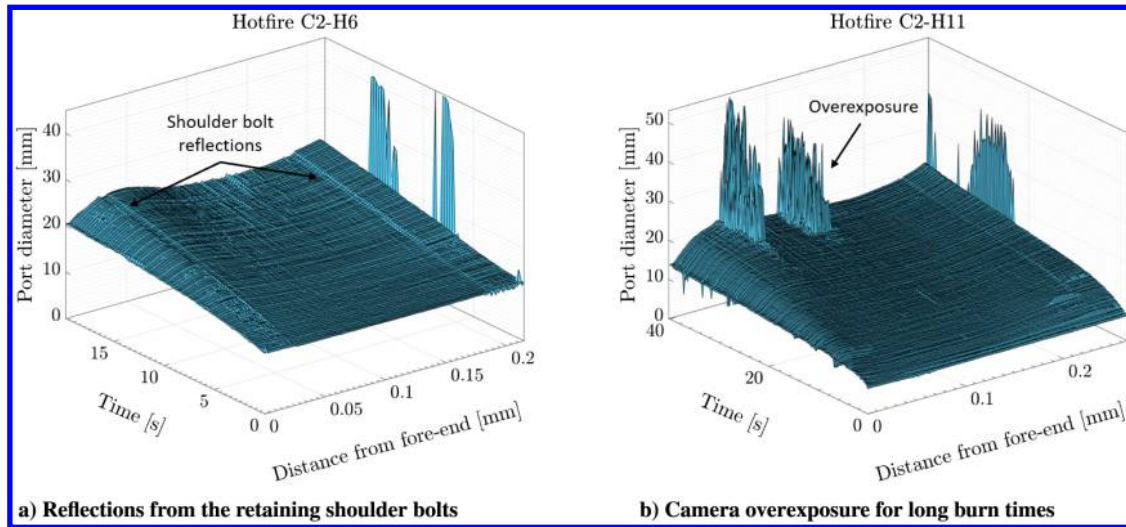 Hotfire C2-H6
Shoulder bolt
reflections
Port diameter [mm]
40
30
20
10
0
15
10
5
0
Time [s]
0
0.05
0.1
0.15
0.2
Distance from fore-end [mm]
a) Reflections from the retaining shoulder bolts
Hotfire C2-H11
Overexposure
Port diameter [mm]
50
40
30
20
10
0
40
20
0
Time [s]
0
0.1
0.2
Distance from fore-end [mm]
b) Camera overexposure for long burn times